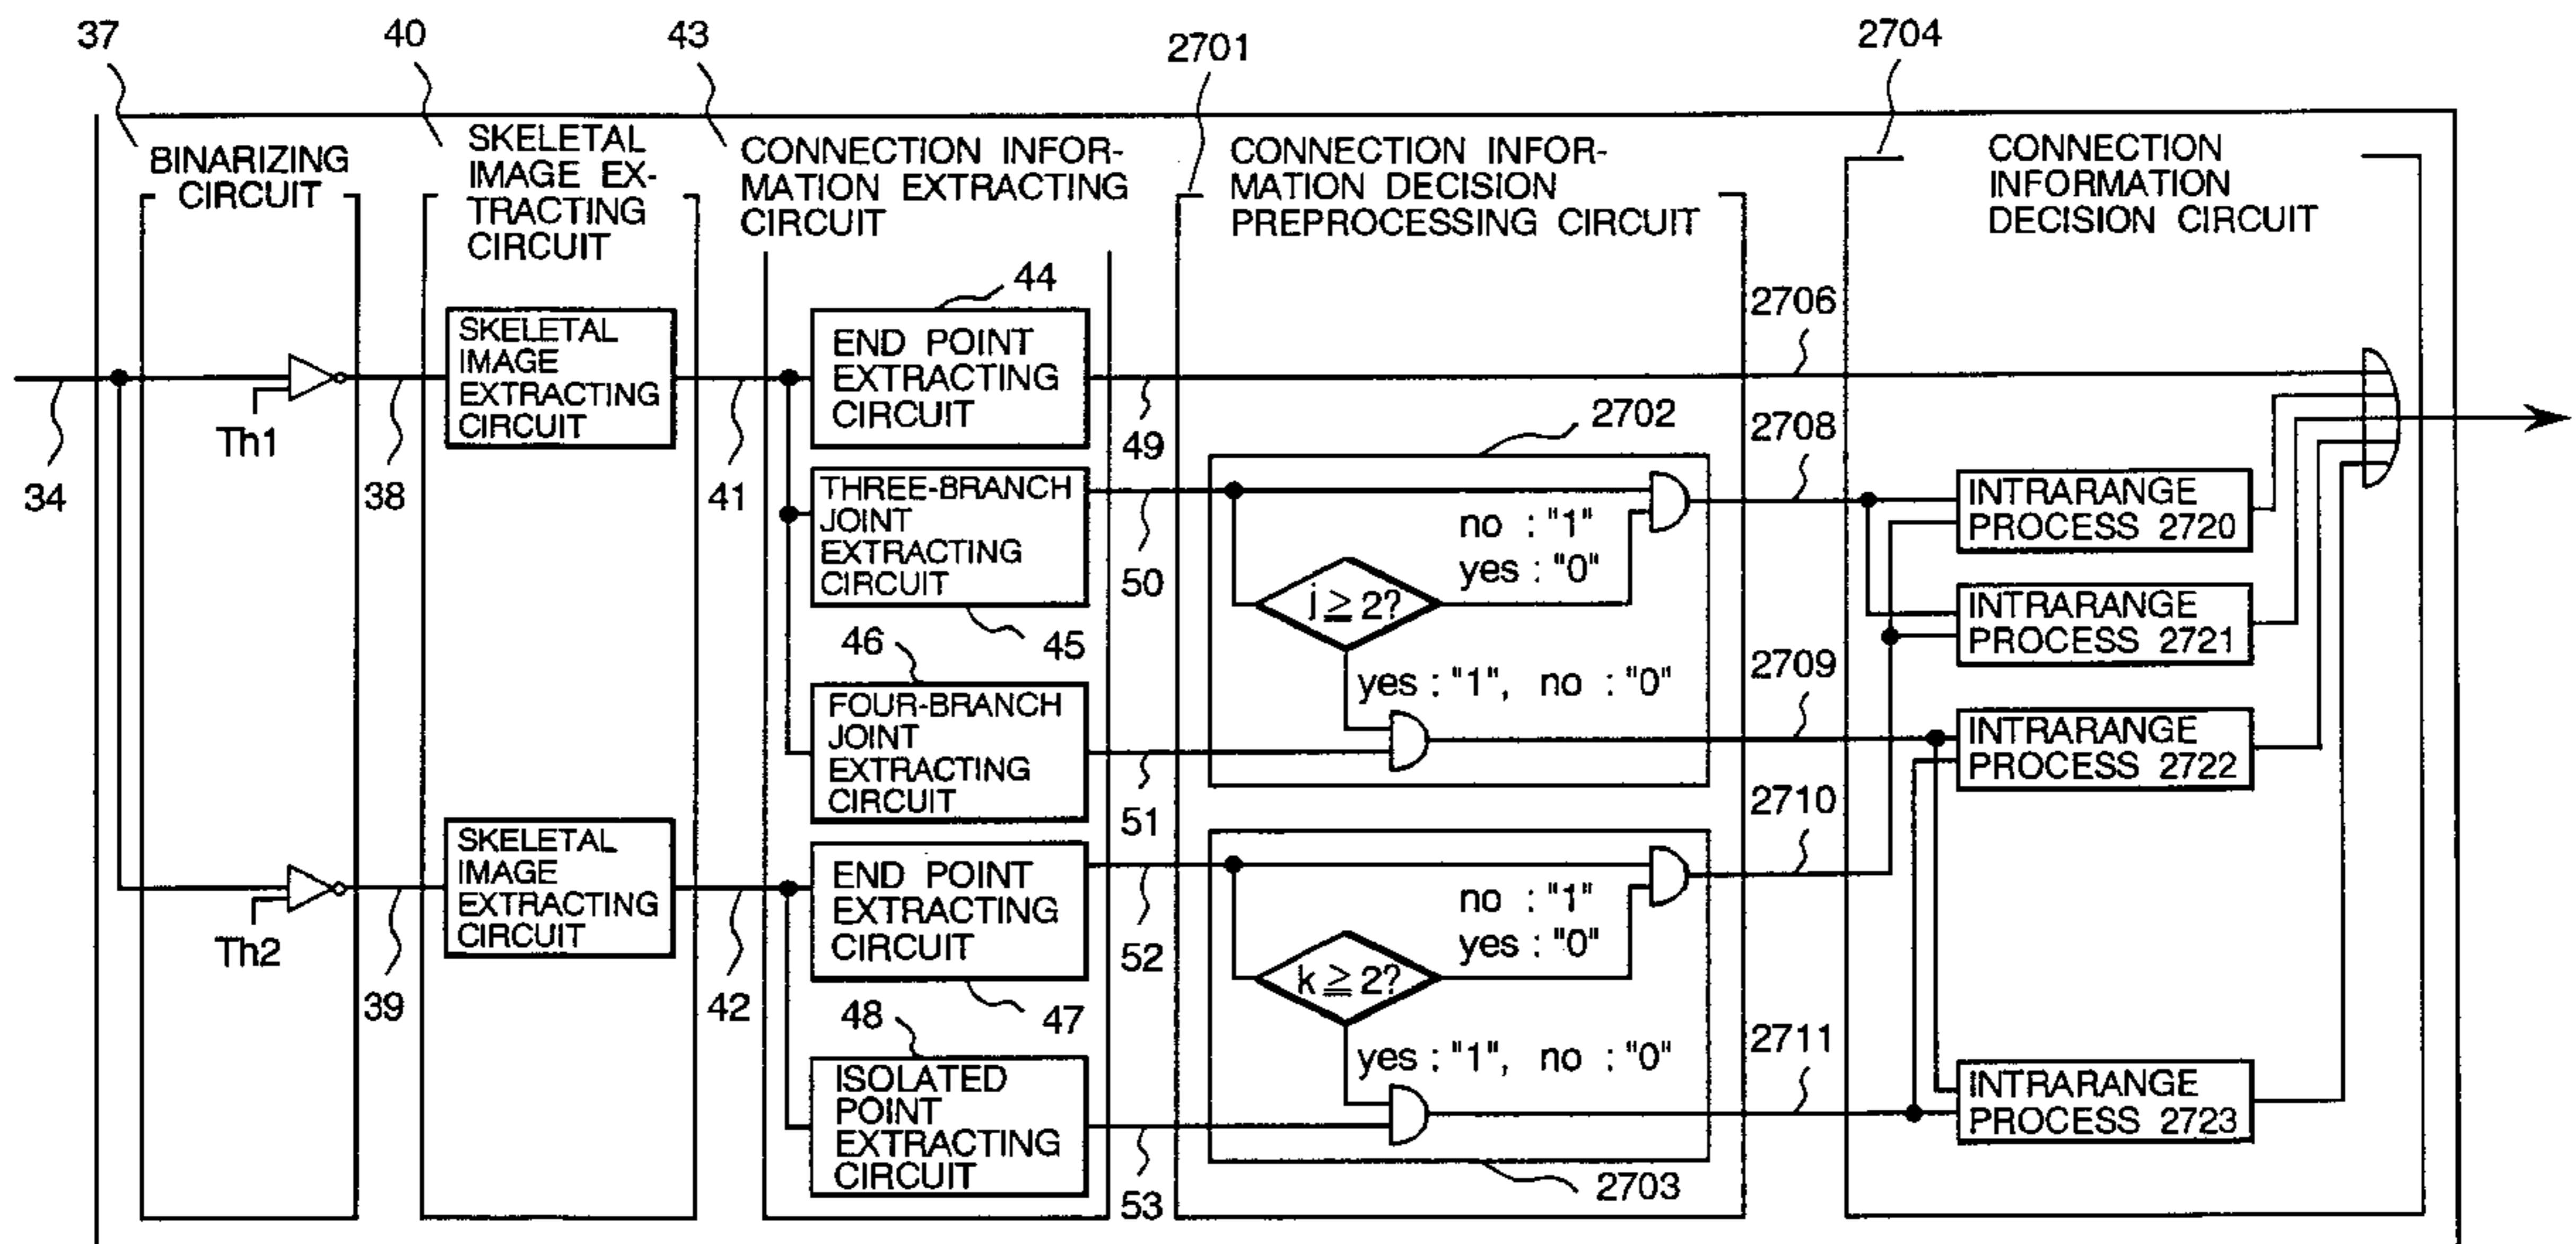 37
40
43
2701
2704
BINARIZING
CIRCUIT
SKELETAL
IMAGE EX-
TRACTING
CIRCUIT
CONNECTION INFOR-
MATION EXTRACTING
CIRCUIT
CONNECTION INFOR-
MATION DECISION
PREPROCESSING CIRCUIT
CONNECTION
INFORMATION
DECISION CIRCUIT
34
Th1
38
SKELETAL
IMAGE
EXTRACTING
CIRCUIT
41
44
END POINT
EXTRACTING
CIRCUIT
49
2706
THREE-BRANCH
JOINT
EXTRACTING
CIRCUIT
45
50
2702
no : "1"
yes : "0"
j ≧ 2?
yes : "1", no : "0"
2708
INTRARANGE
PROCESS 2720
INTRARANGE
PROCESS 2721
46
FOUR-BRANCH
JOINT
EXTRACTING
CIRCUIT
51
2709
INTRARANGE
PROCESS 2722
Th2
39
SKELETAL
IMAGE
EXTRACTING
CIRCUIT
42
END POINT
EXTRACTING
CIRCUIT
47
52
no : "1"
yes : "0"
k ≧ 2?
yes : "1", no : "0"
2710
48
ISOLATED
POINT
EXTRACTING
CIRCUIT
53
2703
2711
INTRARANGE
PROCESS 2723